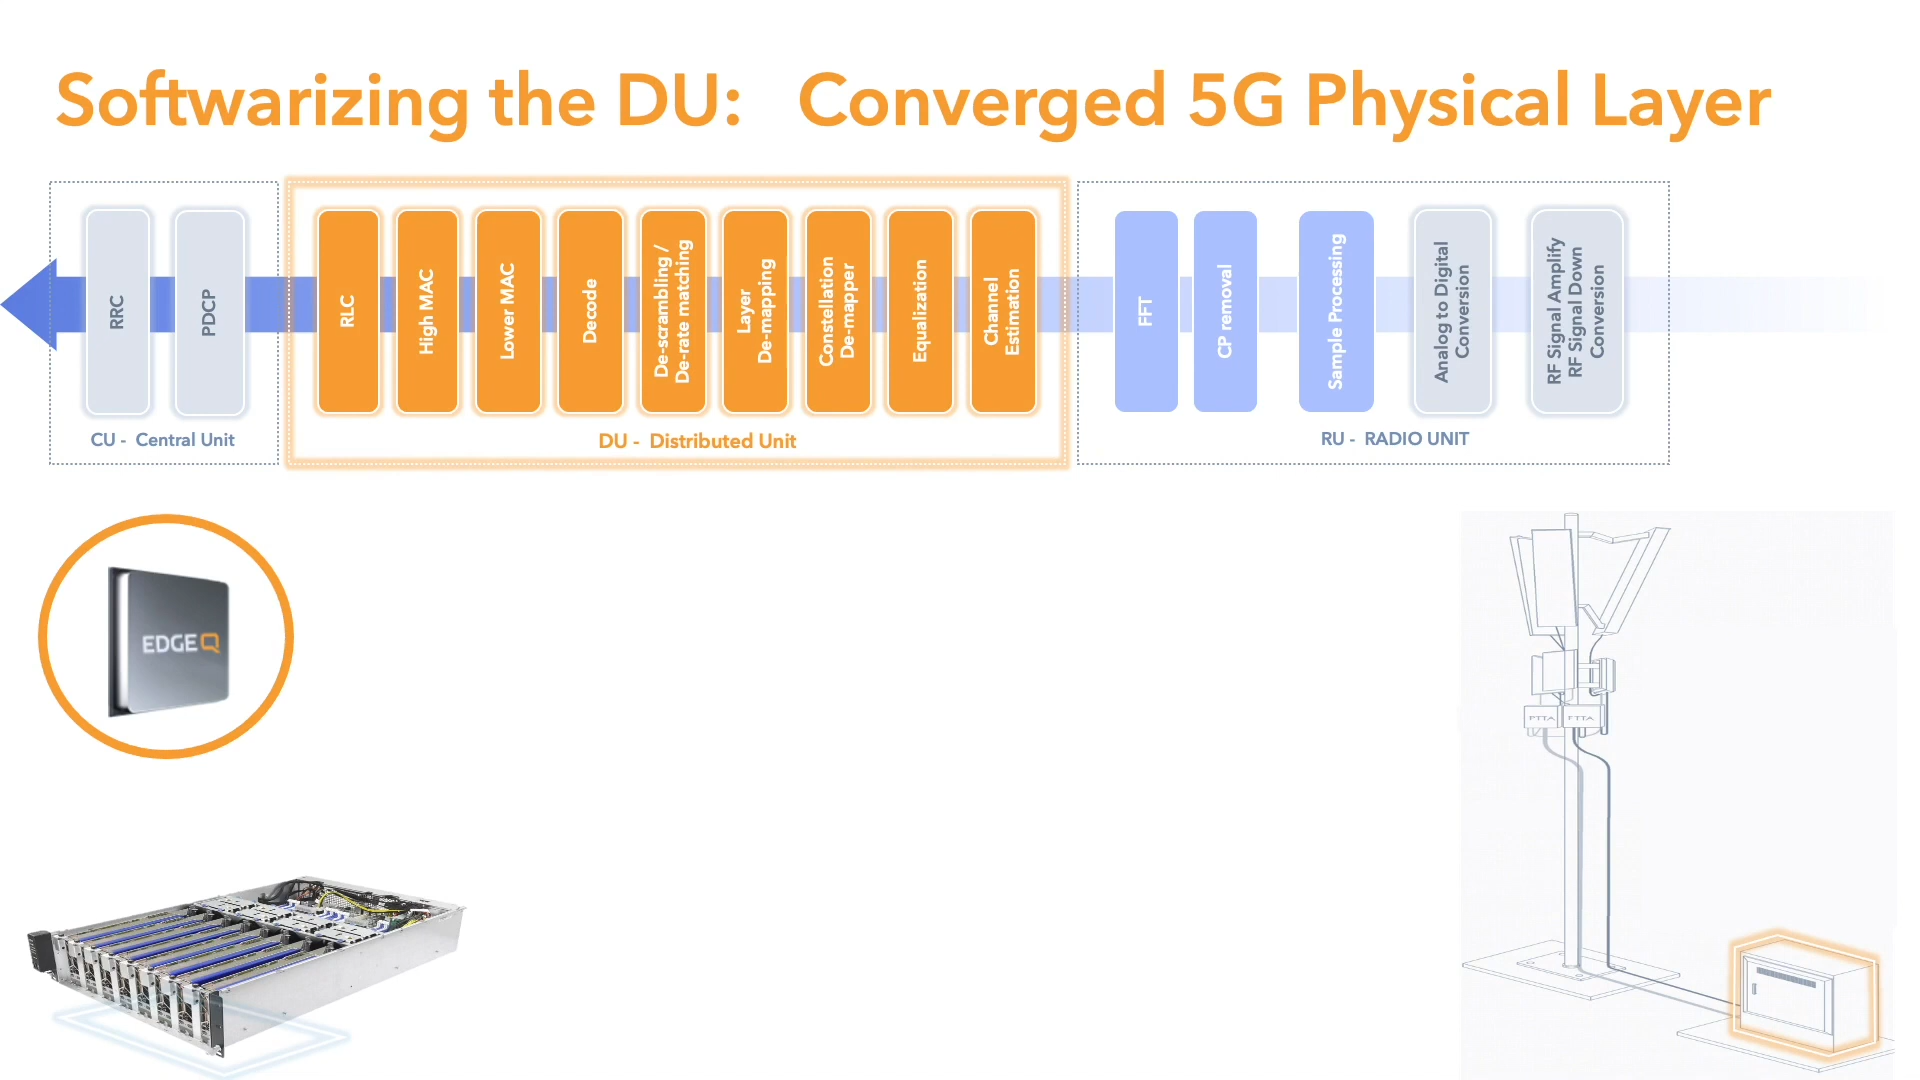 Softwarizing the DU: Converged 5G Physical Layer
RRC
PDCP
CU - Central Unit
RLC
High MAC
Lower MAC
Decode
De-scrambling /
De-rate matching
Layer
De-mapping
Constellation
De-mapper
Equalization
Channel
Estimation
DU - Distributed Unit
FFT
CP removal
Sample Processing
Analog to Digital
Conversion
RF Signal Amplify
RF Signal Down
Conversion
RU - RADIO UNIT
EDGEQ
FTTA
FTTA